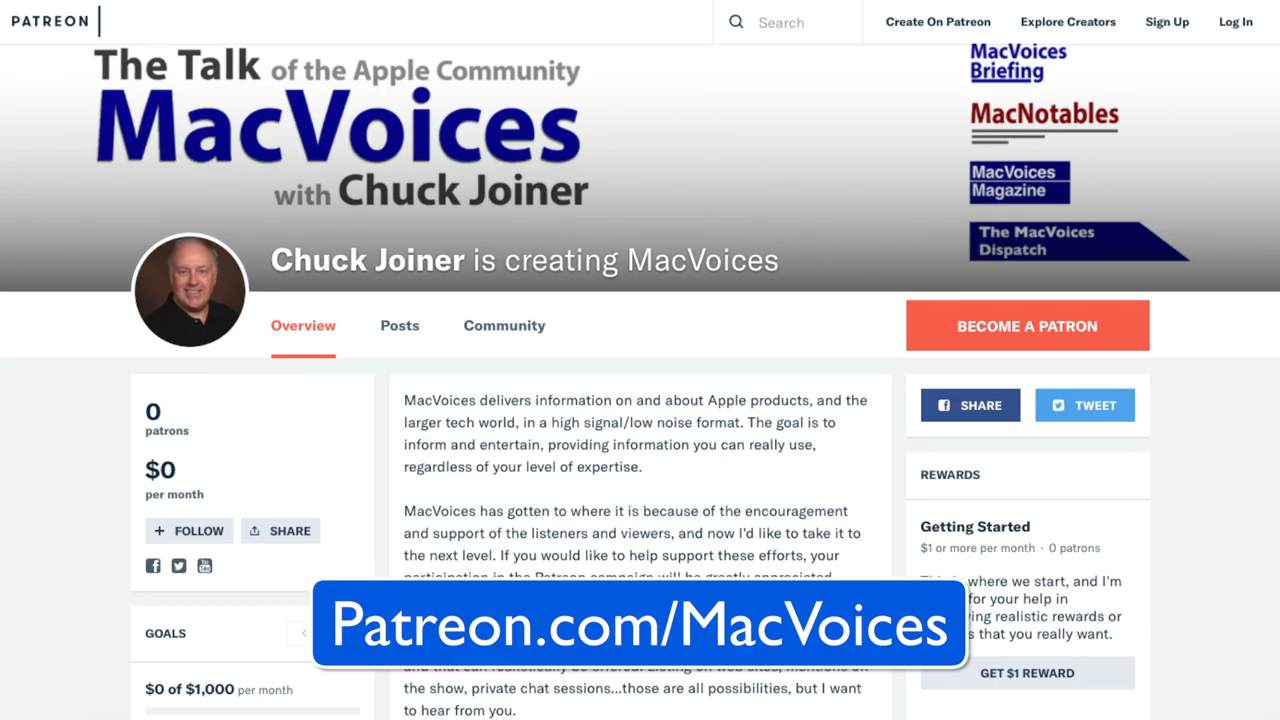 PATREON
Search
Create On Patreon
Explore Creators
Sign Up
Log In
The Talk of the Apple Community
MacVoices
with Chuck Joiner
MacVoices
Briefing
MacNotables
MacVoices
Magazine
The MacVoices
Dispatch
Chuck Joiner is creating MacVoices
Overview
Posts
Community
BECOME A PATRON
0
patrons
$0
per month
+ FOLLOW
SHARE
GOALS
$0 of $1,000 per month
MacVoices delivers information on and about Apple products, and the
larger tech world, in a high signal/low noise format. The goal is to
inform and entertain, providing information you can really use,
regardless of your level of expertise.
MacVoices has gotten to where it is because of the encouragement
and support of the listeners and viewers, and now I'd like to take it to
the next level. If you would like to help support these efforts, your
participation in the Patreon campaign will be greatly appreciated.
the show, private chat sessions...those are all possibilities, but I want
to hear from you.
SHARE
TWEET
REWARDS
Getting Started
$1 or more per month · 0 patrons
where we start, and I'm
for your help in
realistic rewards or
that you really want.
GET $1 REWARD
Patreon.com/MacVoices